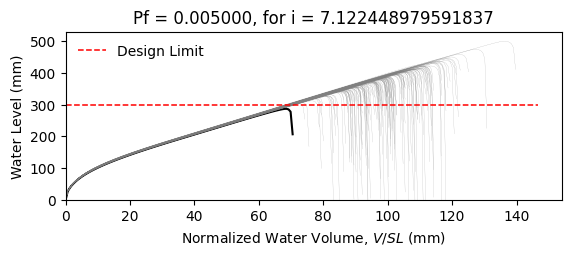 Pf = 0.005000, for i = 7.122448979591837
Design Limit
Water Level (mm)
500
400
300
200
100
0
0 20 40 60 80 100 120 140
Normalized Water Volume, V/SL (mm)